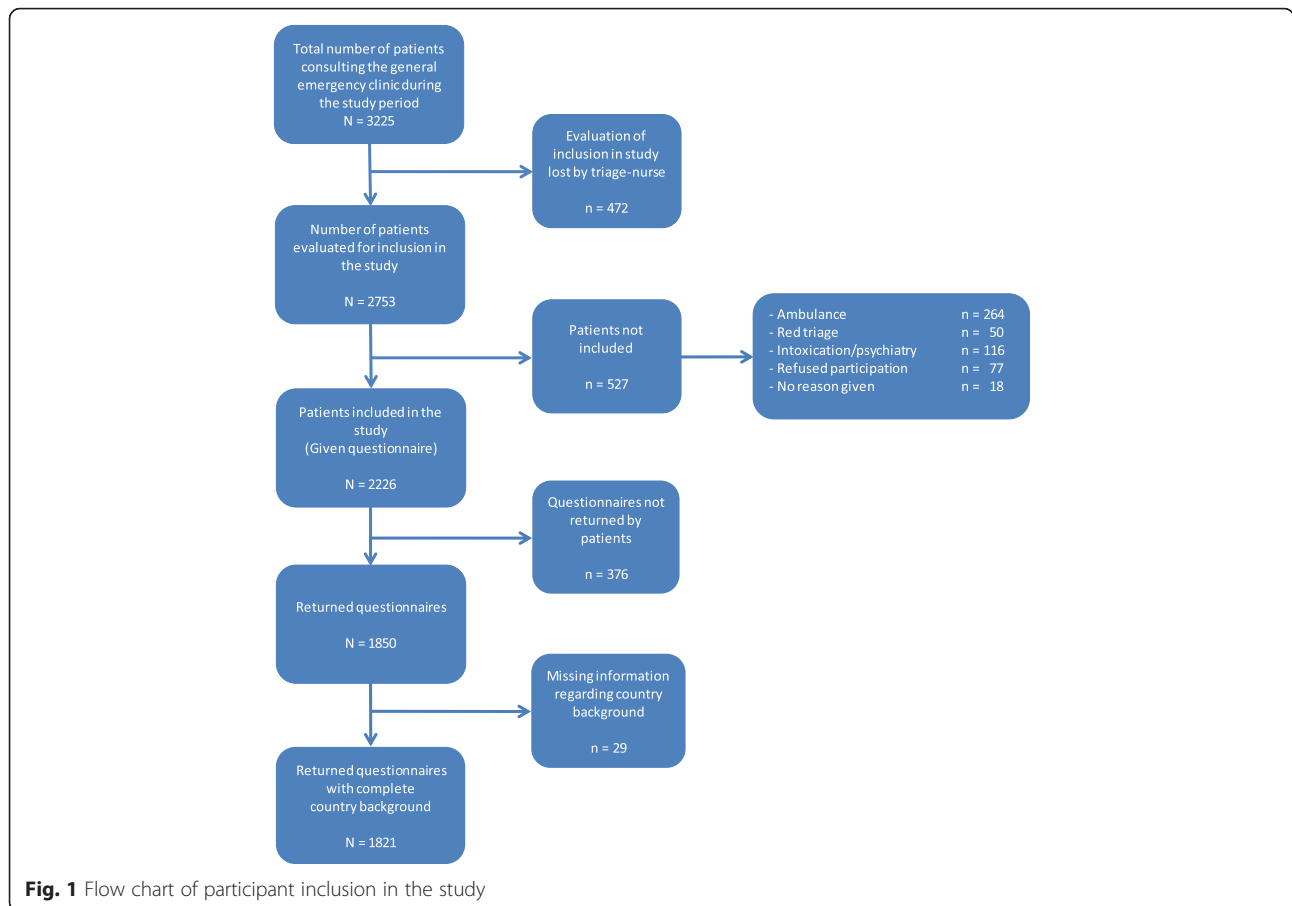 Total number of patients
consulting the general
emergency clinic during
the study period
N = 3225
Evaluation of
inclusion in study
lost by triage-nurse
n = 472
Number of patients
evaluated for inclusion in
the study
N = 2753
Patients not
included
n = 527
- Ambulance n = 264
- Red triage n = 50
- Intoxication/psychiatry n = 116
- Refused participation n = 77
- No reason given n = 18
Patients included in the
study
(Given questionnaire)
N = 2226
Questionnaires not
returned by
patients
n = 376
Returned questionnaires
N = 1850
Missing information
regarding country
background
n = 29
Returned questionnaires
with complete
country background
N = 1821
Fig. 1 Flow chart of participant inclusion in the study